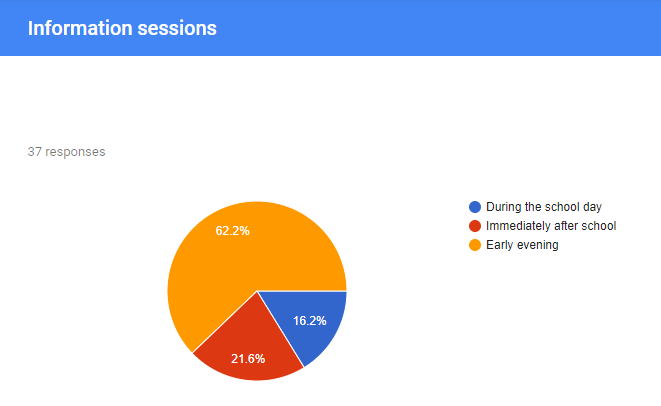 Information sessions
37 responses
During the school day
Immediately after school
Early evening
62.2%
16.2%
21.6%